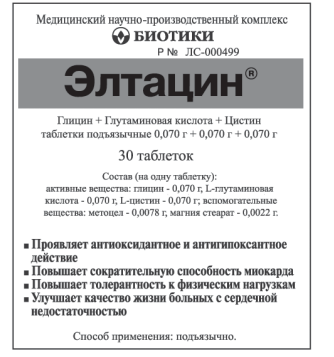 Медицинский научно-производственный комплекс
БИОТИКИ
Р № ЛС-000499
Элтацин®
Глицин + Глутаминовая кислота + Цистин
таблетки подъязычные 0,070 г + 0,070 г + 0,070 г
30 таблеток
Состав (на одну таблетку):
активные вещества: глицин - 0,070 г, L-глутаминовая
кислота - 0,070 г, L-цистин - 0,070 г; вспомогательные
вещества: метоцел - 0,0078 г, магния стеарат - 0,0022 г.
▪ Проявляет антиоксидантное и антигипоксантное
действие
▪ Повышает сократительную способность миокарда
▪ Повышает толерантность к физическим нагрузкам
▪ Улучшает качество жизни больных с сердечной
недостаточностью
Способ применения: подъязычно.